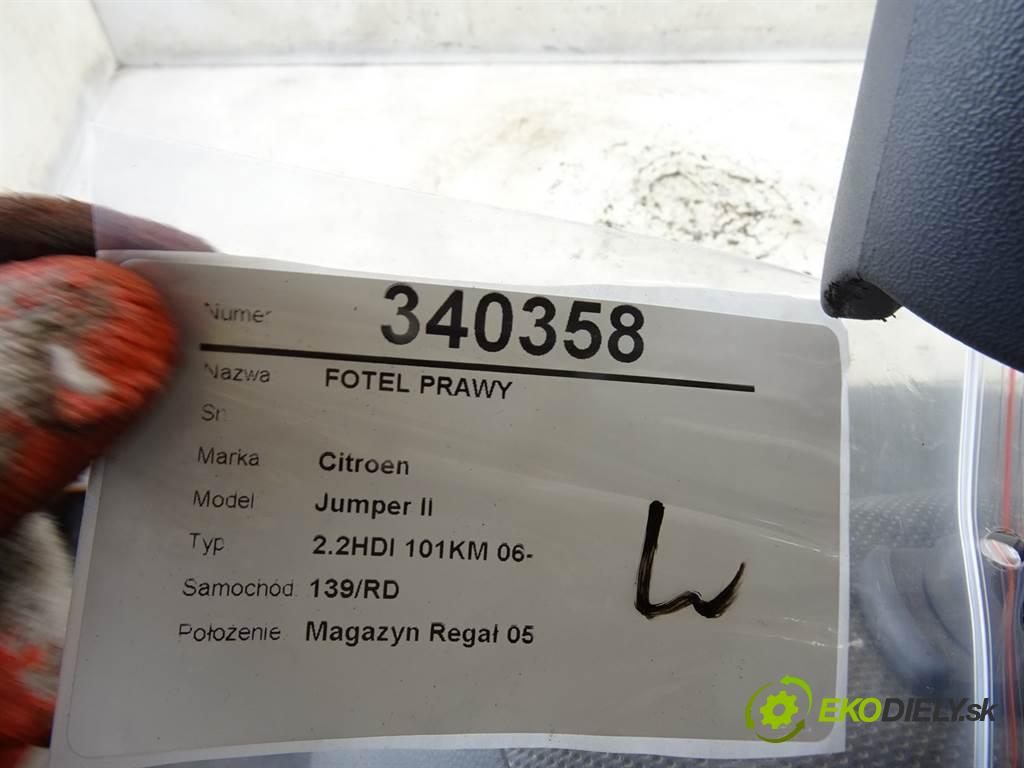 Numer 340358
Nazwa FOTEL PRAWY
Sn
Marka Citroen
Model Jumper II
Typ 2.2HDI 101KM 06-
Samochód 139/RD
Położenie Magazyn Regał 05
EKODIELY.sk